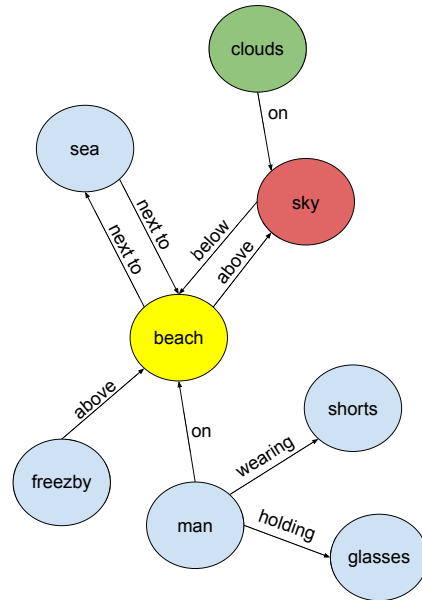 clouds
on
sea
sky
next to
next to
below
above
beach
above
on
shorts
wearing
freezby
man
holding
glasses